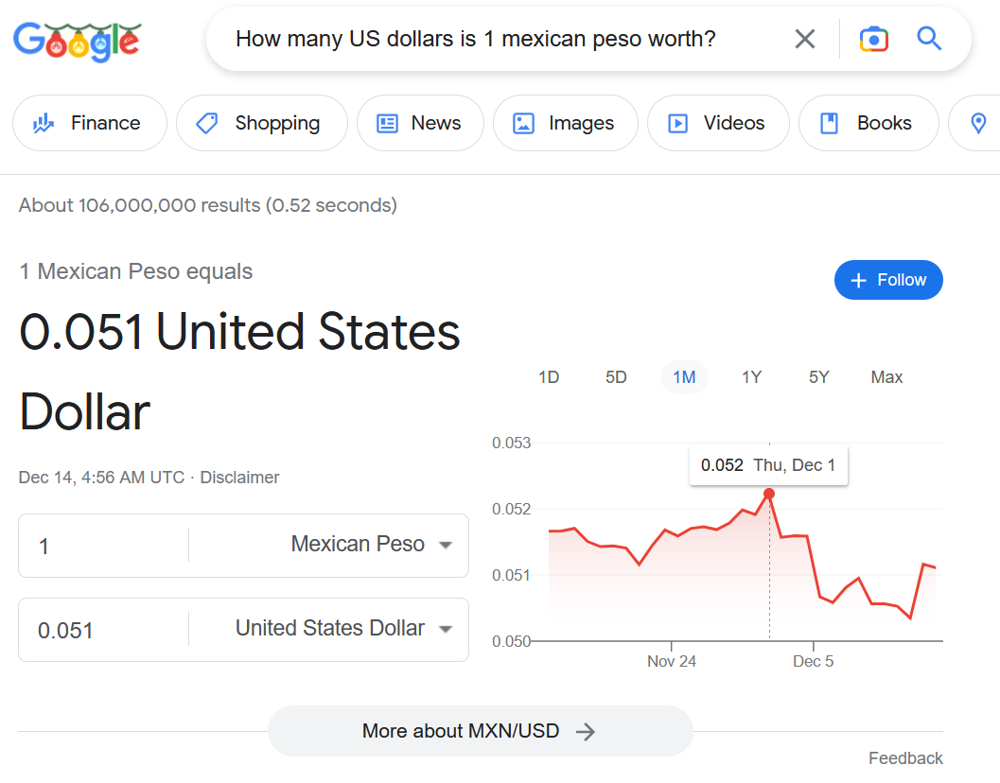 Google
How many US dollars is 1 mexican peso worth?
Finance
Shopping
News
Images
Videos
Books
About 106,000,000 results (0.52 seconds)
1 Mexican Peso equals
Follow
0.051 United States
Dollar
Dec 14, 4:56 AM UTC · Disclaimer
1 Mexican Peso
0.051 United States Dollar
1D 5D 1M 1Y 5Y Max
0.053
0.052 Thu, Dec 1
0.052
0.051
0.050
Nov 24 Dec 5
More about MXN/USD
Feedback